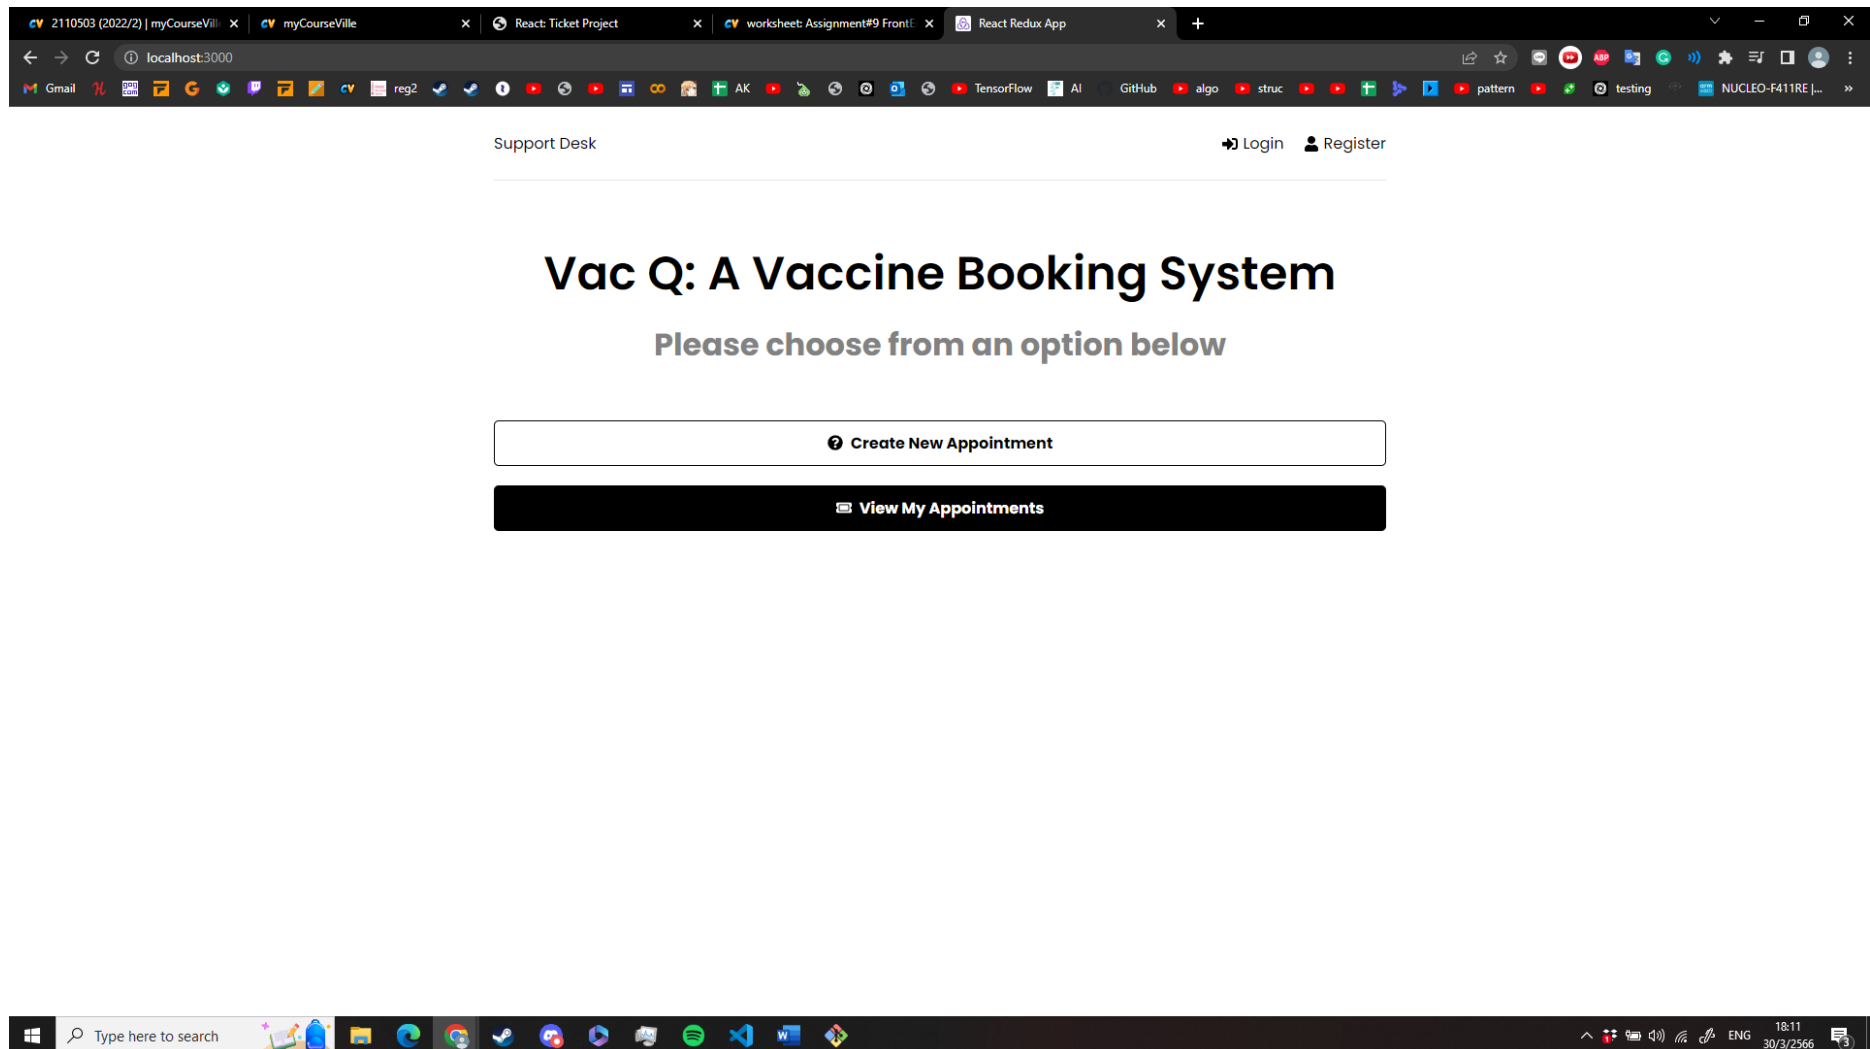 2110503 (2022/2) | myCourseVill
myCourseVille
React: Ticket Project
worksheet: Assignment#9 FrontE
React Redux App
localhost:3000
Gmail
reg2
AK
TensorFlow
AI
GitHub
algo
struc
pattern
testing
NUCLEO-F411RE |...
Support Desk
Login
Register
Vac Q: A Vaccine Booking System
Please choose from an option below
Create New Appointment
View My Appointments
Type here to search
ENG
18:11
30/3/2566